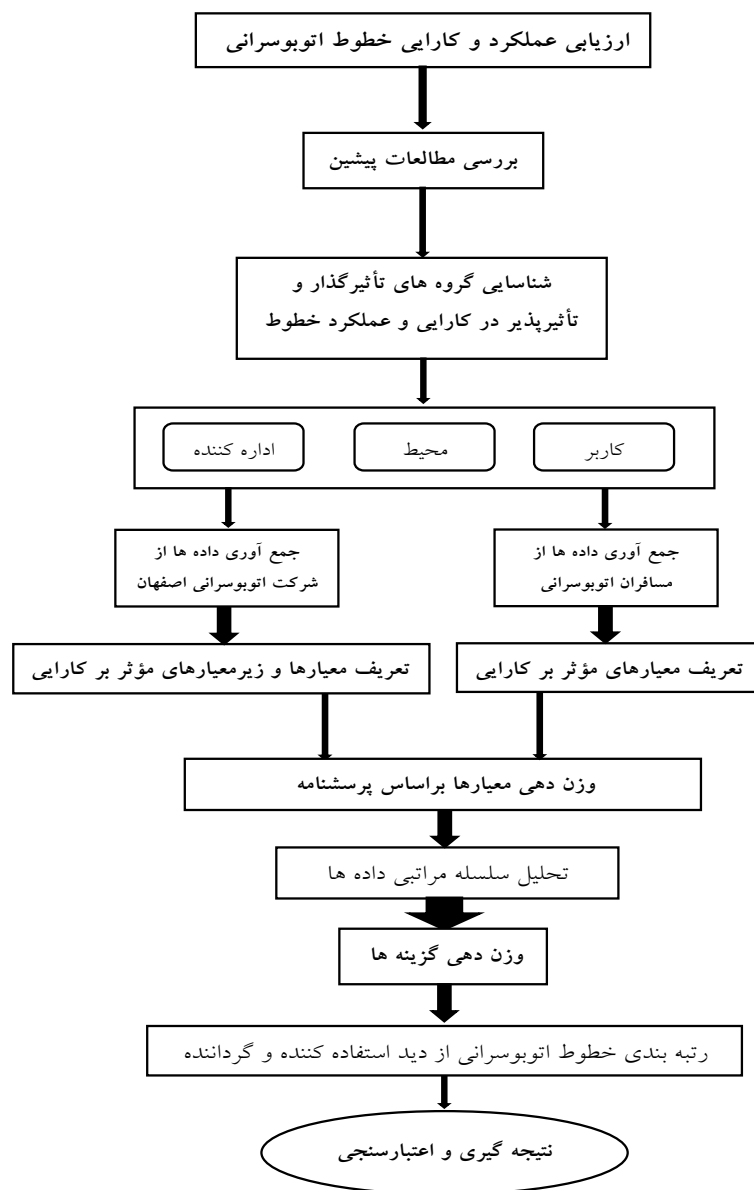 ارزیابی عملکرد و کارایی خطوط اتوبوسرانی
بررسی مطالعات پیشین
شناسایی گروه های تأثیرگذار و
تأثیرپذیر در کارایی و عملکرد خطوط
کاربر
محیط
اداره کننده
جمع آوری داده ها از
مسافران اتوبوسرانی
جمع آوری داده ها از
شرکت اتوبوسرانی اصفهان
تعریف معیارهای مؤثر بر کارایی
تعریف معیارها و زیرمعیارهای مؤثر بر کارایی
وزن دهی معیارها براساس پرسشنامه
تحلیل سلسله مراتبی داده ها
وزن دهی گزینه ها
رتبه بندی خطوط اتوبوسرانی از دید استفاده کننده و گرداننده
نتیجه گیری و اعتبارسنجی